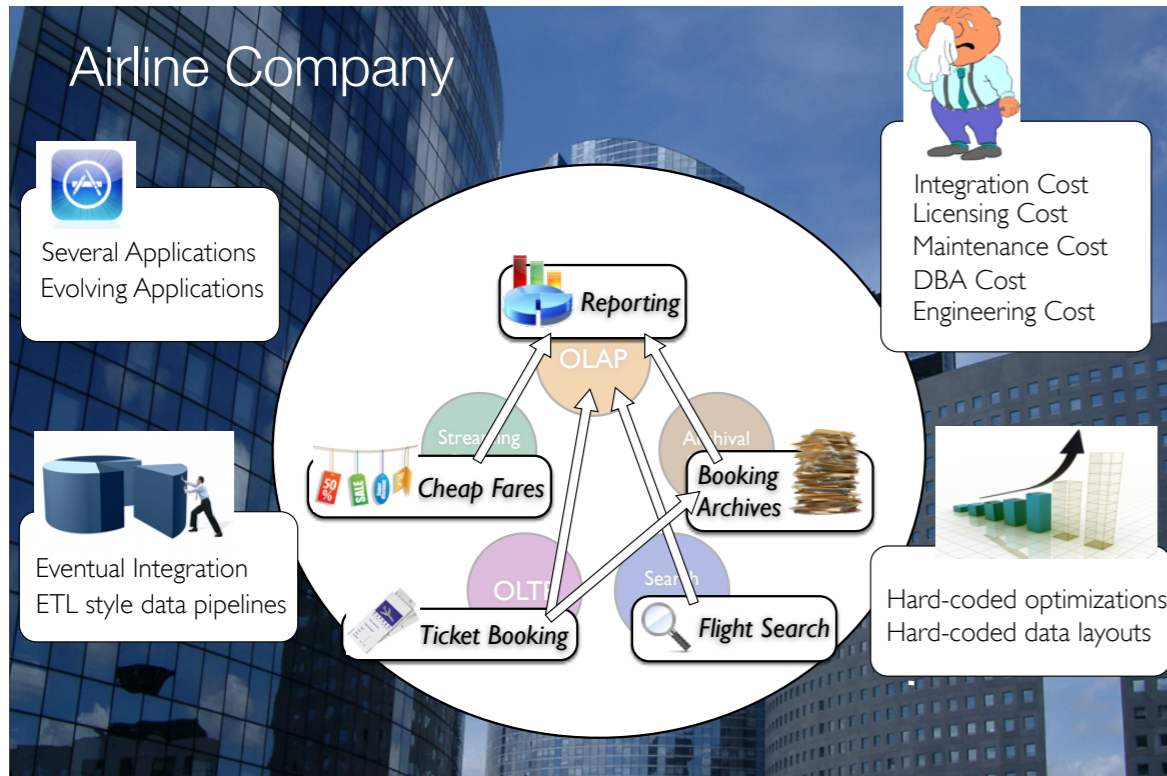 Airline Company
Several Applications
Evolving Applications
Integration Cost
Licensing Cost
Maintenance Cost
DBA Cost
Engineering Cost
Reporting
OLAP
Streaming
Cheap Fares
50
%
SALE
Archival
Booking
Archives
OLTP
Ticket Booking
Search
Flight Search
Eventual Integration
ETL style data pipelines
Hard-coded optimizations
Hard-coded data layouts